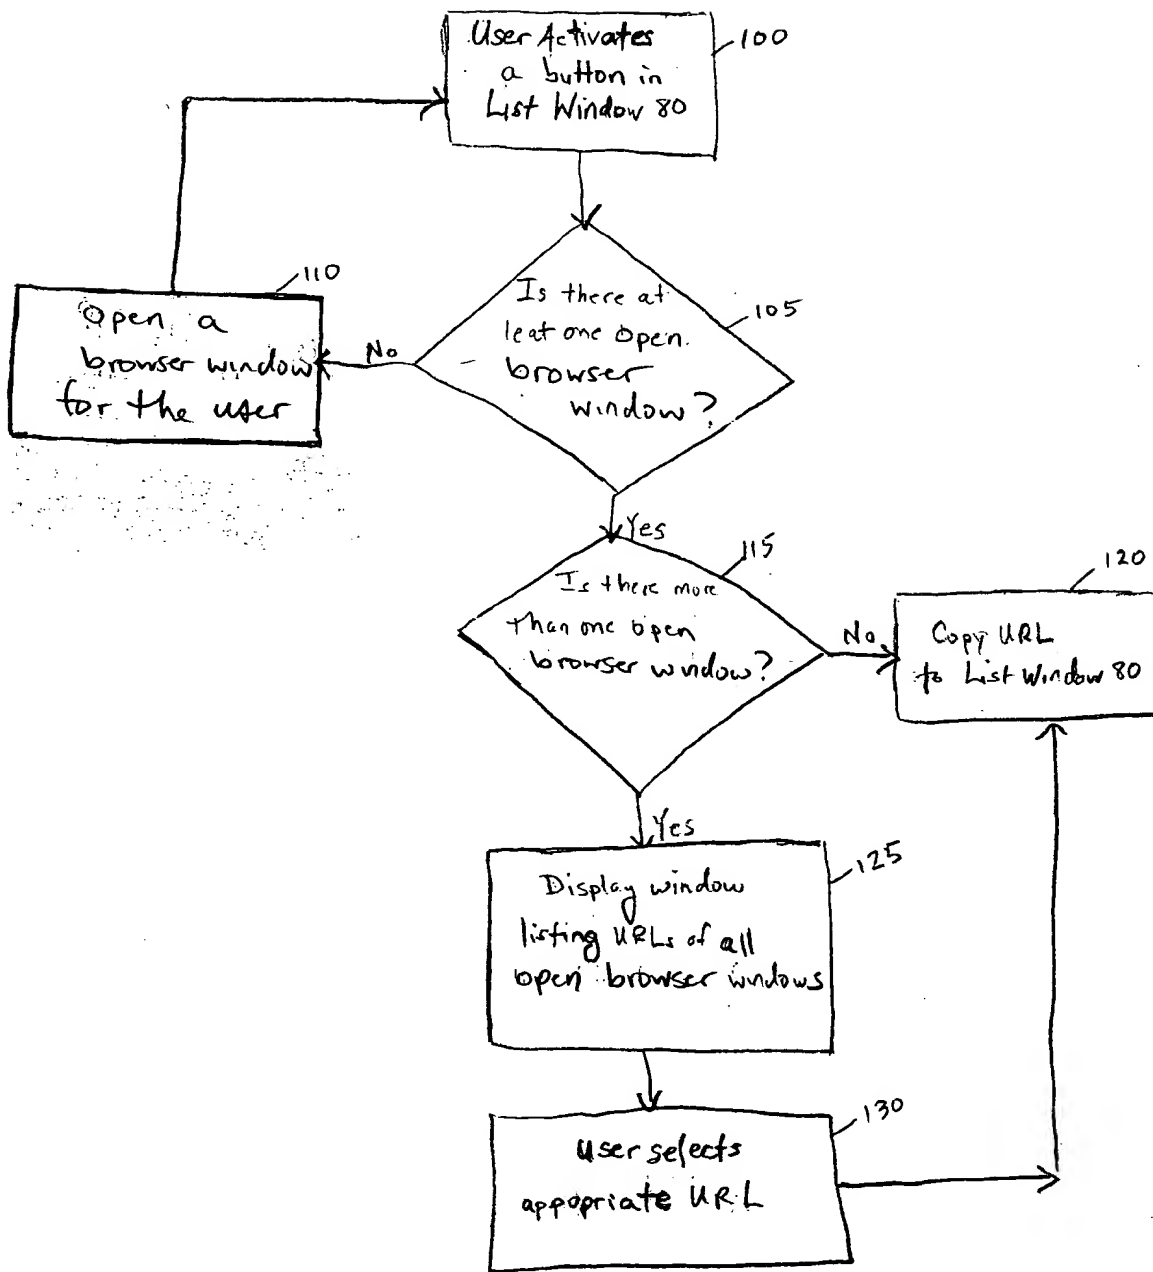 User Activates
a button in
List Window 80
100
110
Open a
browser window
for the user
No
Is there at
leat one open
browser
window?
105
Yes
115
Is there more
than one open
browser window?
No
120
Copy URL
to List Window 80
Yes
125
Display window
listing URLs of all
open browser windows
130
User selects
appopriate URL